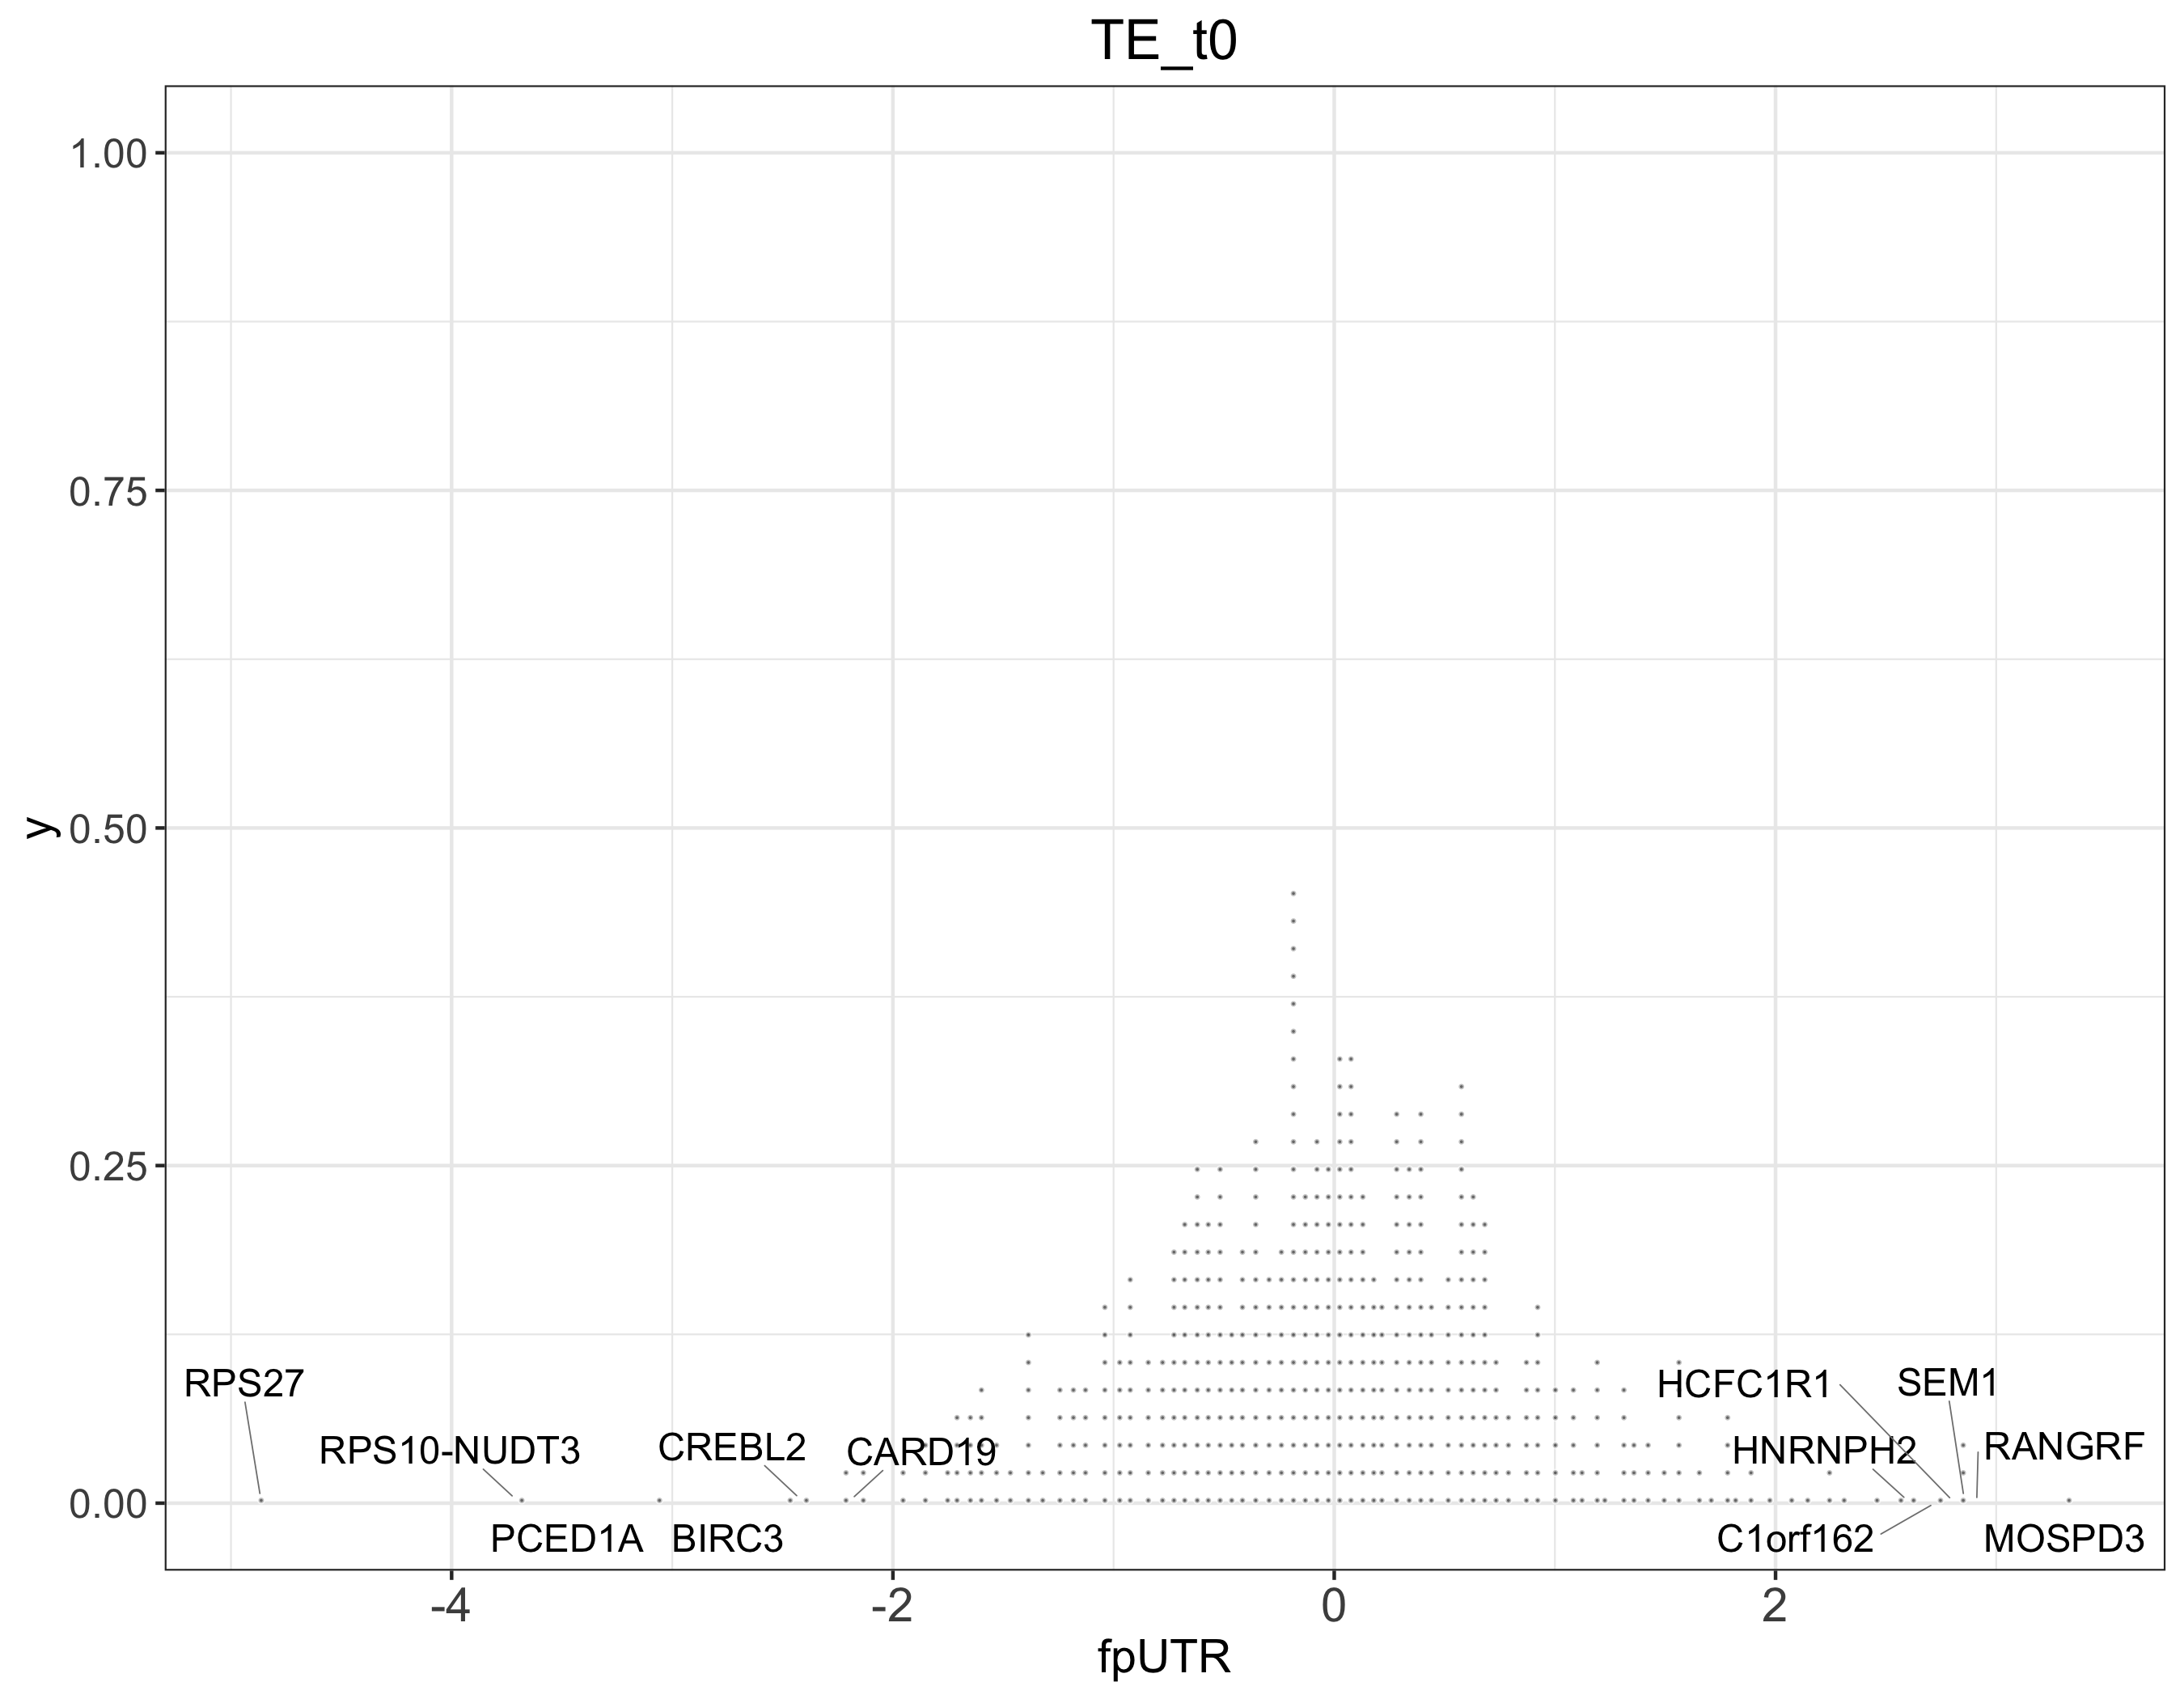 TE_t0
1.00
0.75
0.50
0.25
0.00
y
RPS27
RPS10-NUDT3
CREBL2
CARD19
HCFC1R1
SEM1
HNRNPH2
RANGRF
PCED1A
BIRC3
C1orf162
MOSPD3
-4 -2 0 2
fpUTR